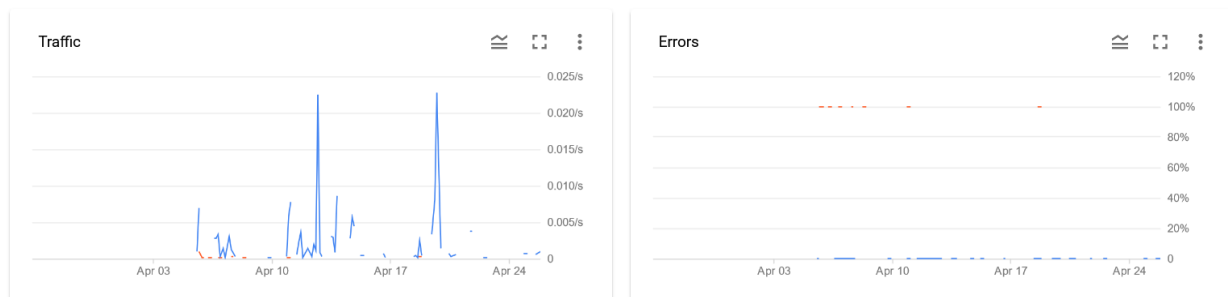 Traffic
0.025/s
0.020/s
0.015/s
0.010/s
0.005/s
0
Apr 03
Apr 10
Apr 17
Apr 24
Errors
120%
100%
80%
60%
40%
20%
0
Apr 03
Apr 10
Apr 17
Apr 24